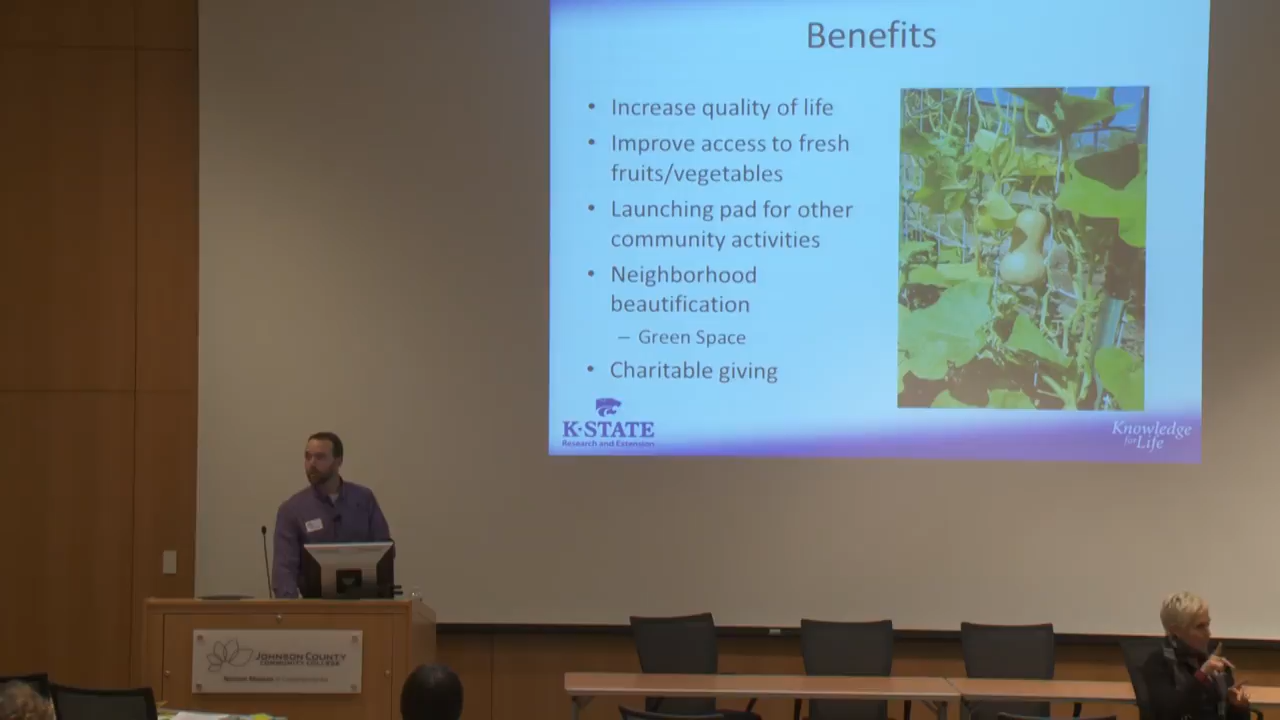 Benefits
• Increase quality of life
• Improve access to fresh
fruits/vegetables
• Launching pad for other
community activities
• Neighborhood
beautification
– Green Space
• Charitable giving
K-STATE
Research and Extension
Knowledge
for Life
JOHNSON COUNTY
COMMUNITY COLLEGE